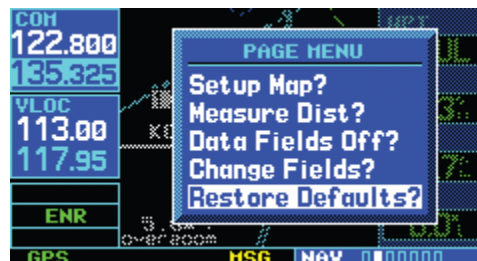 COM
122.800
135.325
VLOC
113.00
117.95
ENR
GPS
PAGE MENU
Setup Map?
Measure Dist?
Data Fields Off?
Change Fields?
Restore Defaults?
overzoom
MSG NAV